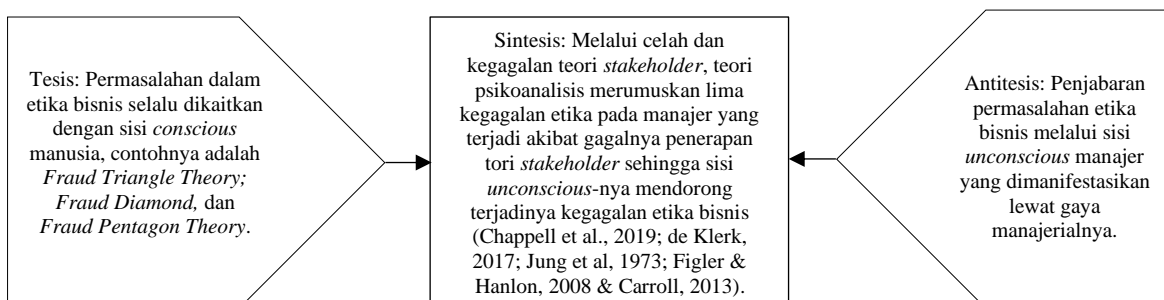 Tesis: Permasalahan dalam
etika bisnis selalu dikaitkan
dengan sisi conscious
manusia, contohnya adalah
Fraud Triangle Theory;
Fraud Diamond, dan
Fraud Pentagon Theory.
Sintesis: Melalui celah dan
kegagalan teori stakeholder, teori
psikoanalisis merumuskan lima
kegagalan etika pada manajer yang
terjadi akibat gagalnya penerapan
tori stakeholder sehingga sisi
unconscious-nya mendorong
terjadinya kegagalan etika bisnis
(Chappell et al., 2019; de Klerk,
2017; Jung et al, 1973; Figler &
Hanlon, 2008 & Carroll, 2013).
Antitesis: Penjabaran
permasalahan etika
bisnis melalui sisi
unconscious manajer
yang dimanifestasikan
lewat gaya
manajerialnya.